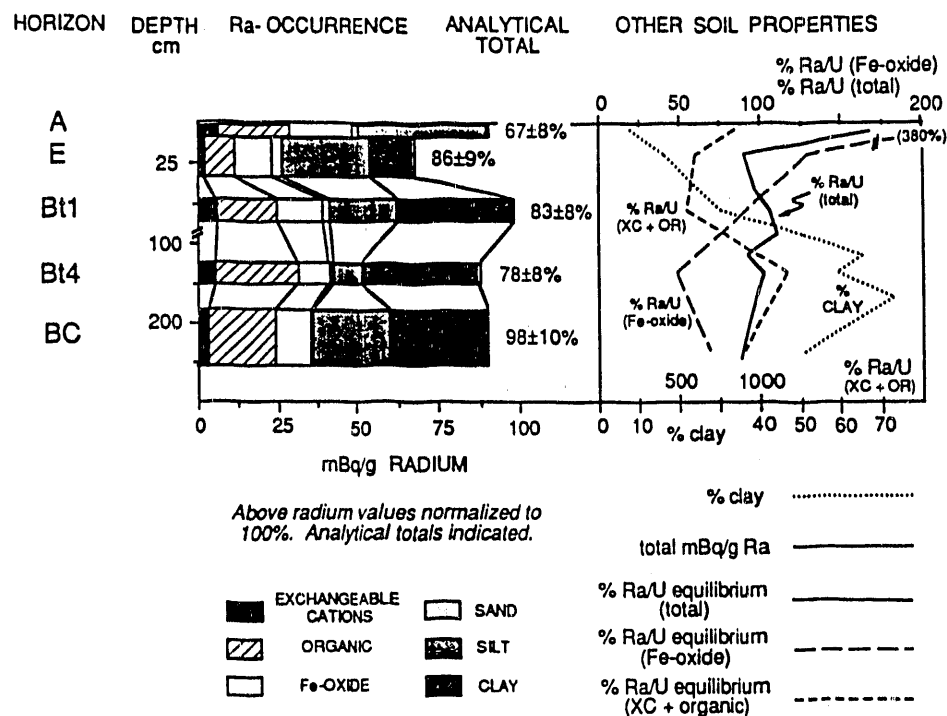 HORIZON DEPTH cm Ra- OCCURRENCE ANALYTICAL TOTAL OTHER SOIL PROPERTIES
% Ra/U (Fe-oxide)
% Ra/U (total)
0 50 100 150 200
A 67±8%
E 25 86±9%
(380%)
Bt1 83±8%
% Ra/U (total)
% Ra/U (XC + OR)
100
Bt4 78±8%
% Ra/U (Fe-oxide)
% CLAY
BC 200 98±10%
500 1000 % Ra/U (XC + OR)
0 25 50 75 100
mBq/g RADIUM
0 10 20 40 50 60 70
% clay
Above radium values normalized to
100%. Analytical totals indicated.
EXCHANGEABLE CATIONS
ORGANIC
Fe-OXIDE
SAND
SILT
CLAY
% clay
total mBq/g Ra
% Ra/U equilibrium
(total)
% Ra/U equilibrium
(Fe-oxide)
% Ra/U equilibrium
(XC + organic)